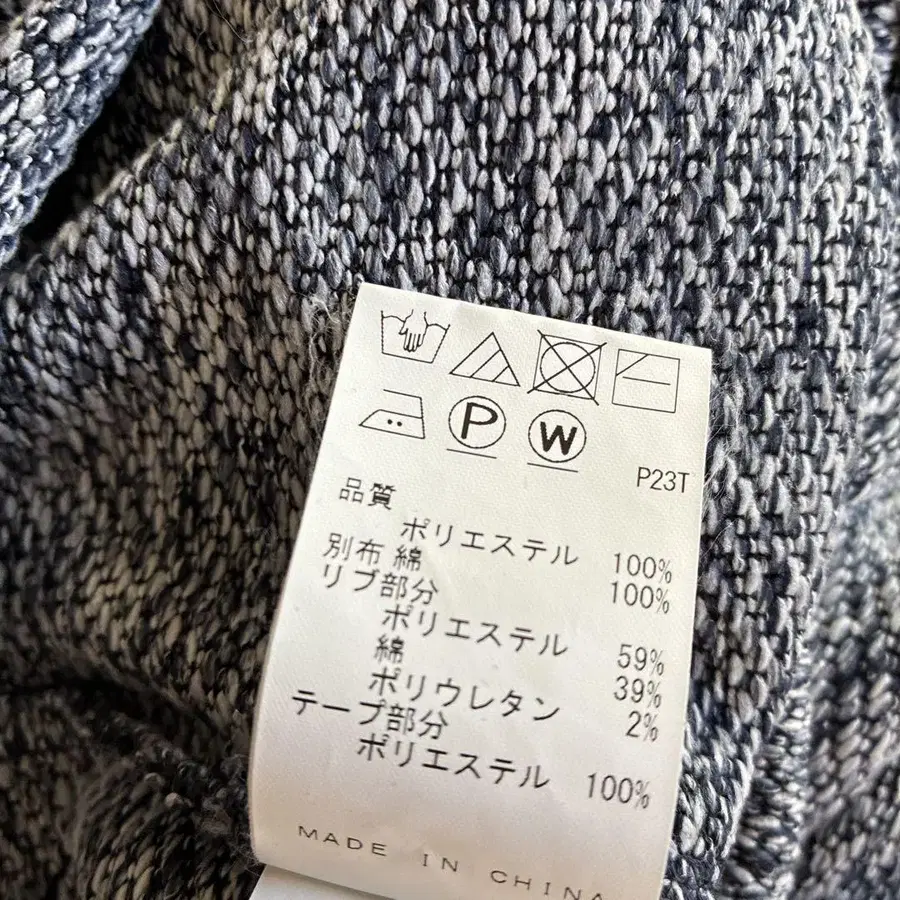 P W
P23T
品質
ポリエステル 100%
別布 綿 100%
リブ部分
ポリエステル 59%
綿 39%
ポリウレタン 2%
テープ部分
ポリエステル 100%
MADE IN CHINA